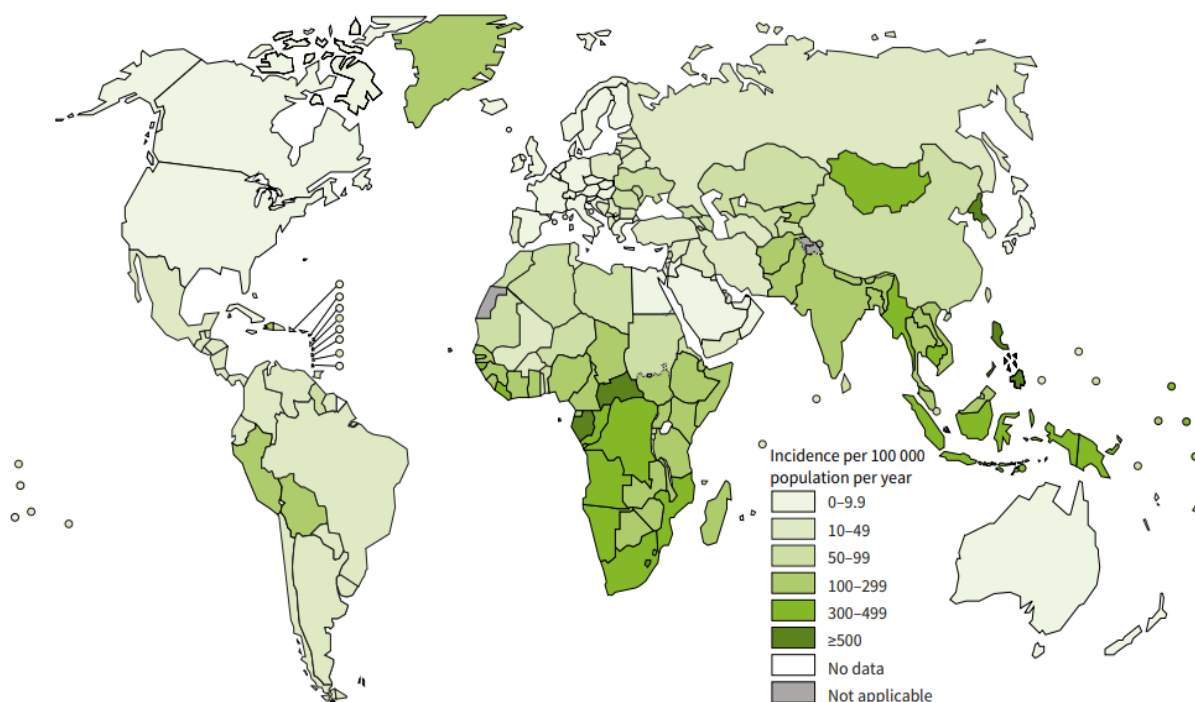 Incidence per 100 000
population per year
0–9.9
10–49
50–99
100–299
300–499
≥500
No data
Not applicable